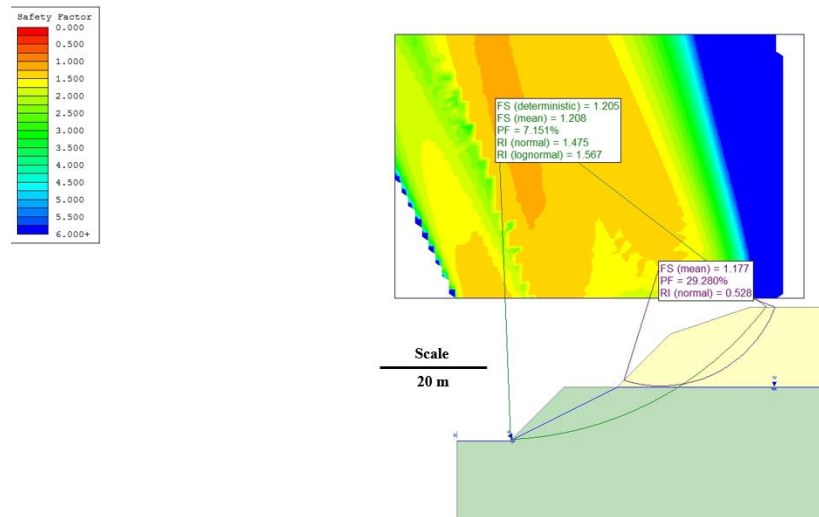 Safety Factor
0.000
0.500
1.000
1.500
2.000
2.500
3.000
3.500
4.000
4.500
5.000
5.500
6.000+
FS (deterministic) = 1.205
FS (mean) = 1.208
PF = 7.151%
RI (normal) = 1.475
RI (lognormal) = 1.567
FS (mean) = 1.177
PF = 29.280%
RI (normal) = 0.528
Scale
20 m
W